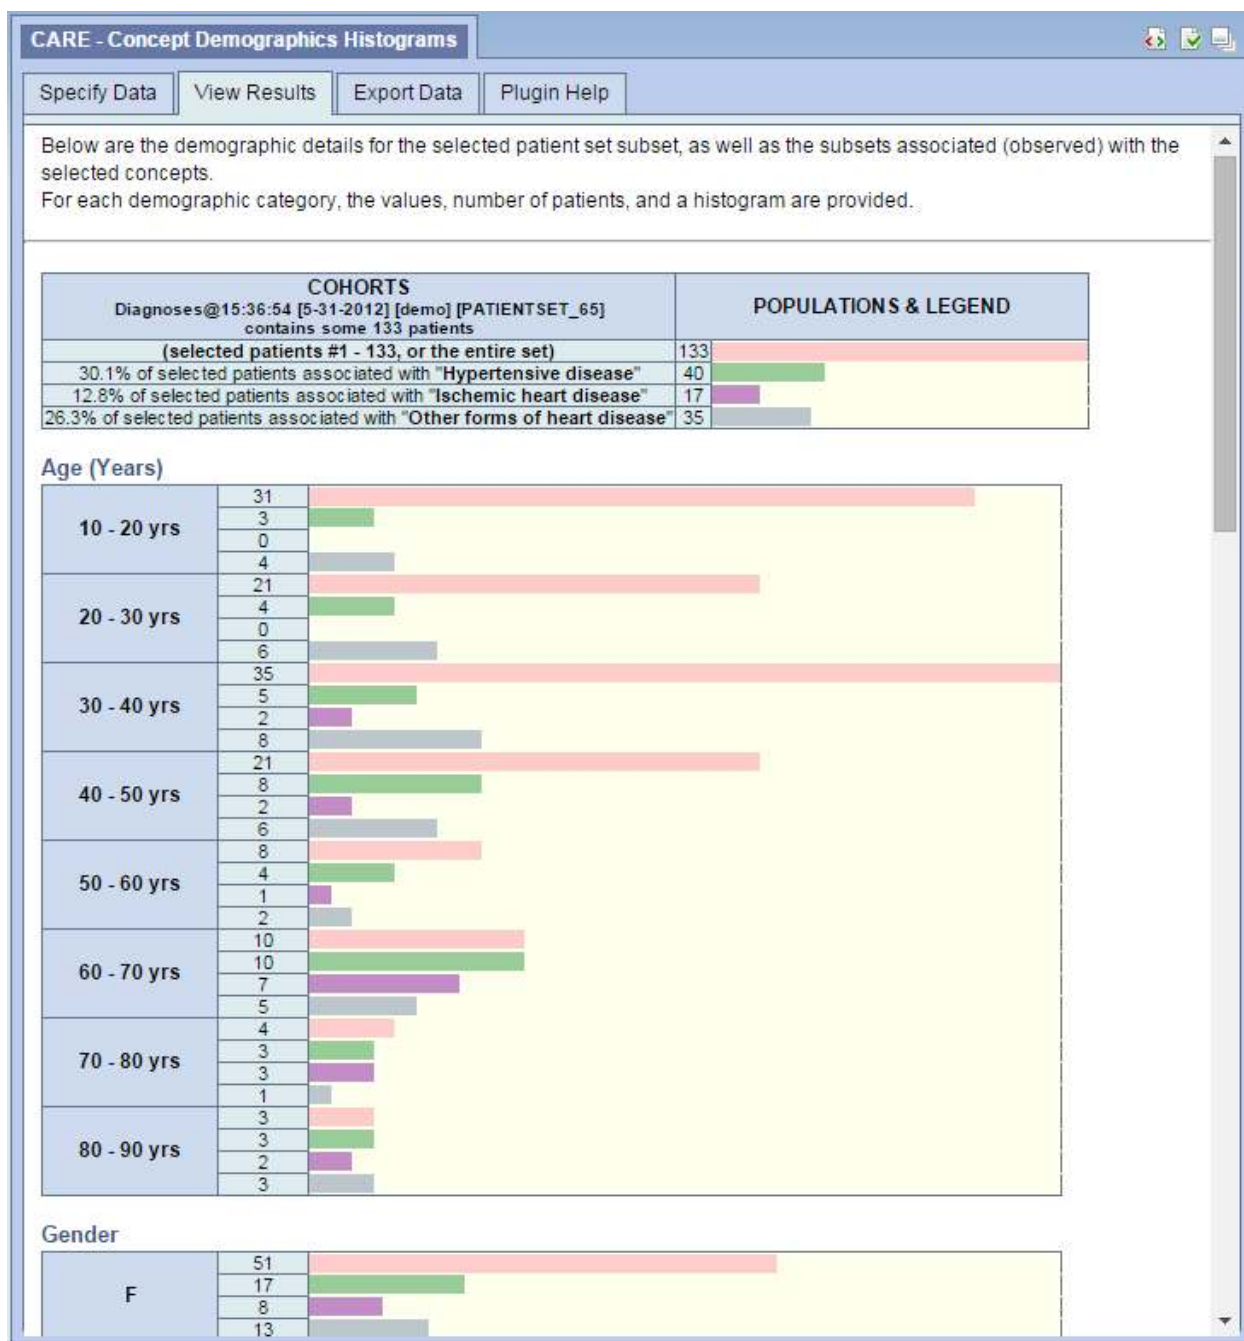 CARE - Concept Demographics Histograms
Specify Data View Results Export Data Plugin Help
Below are the demographic details for the selected patient set subset, as well as the subsets associated (observed) with the
selected concepts.
For each demographic category, the values, number of patients, and a histogram are provided.
COHORTS
Diagnoses@15:36:54 [5-31-2012] [demo] [PATIENTSET_65]
contains some 133 patients
POPULATIONS & LEGEND
(selected patients #1 - 133, or the entire set) 133
30.1% of selected patients associated with "Hypertensive disease" 40
12.8% of selected patients associated with "Ischemic heart disease" 17
26.3% of selected patients associated with "Other forms of heart disease" 35
Age (Years)
10 - 20 yrs
31
3
0
4
20 - 30 yrs
21
4
0
6
30 - 40 yrs
35
5
2
8
40 - 50 yrs
21
8
2
6
50 - 60 yrs
8
4
1
2
60 - 70 yrs
10
10
7
5
70 - 80 yrs
4
3
3
1
80 - 90 yrs
3
3
2
3
Gender
F
51
17
8
13